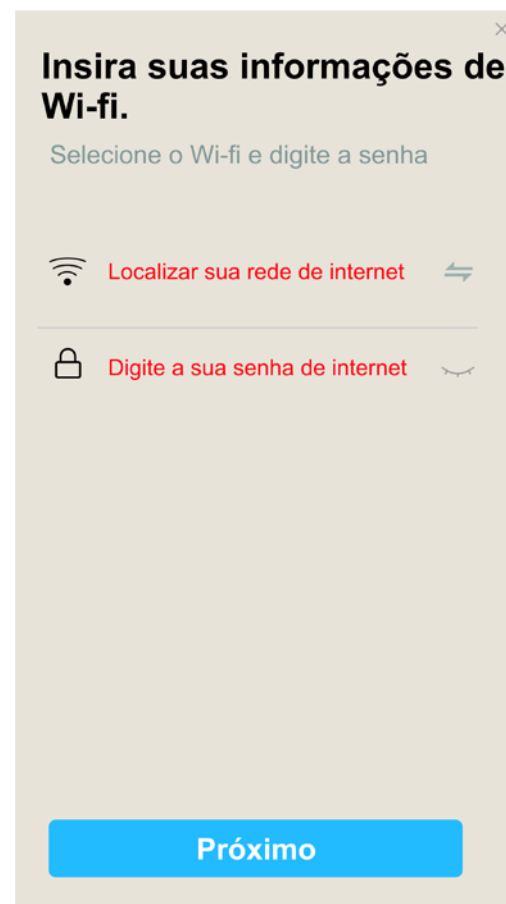 Insira suas informações de
Wi-fi.
Selecione o Wi-fi e digite a senha
Localizar sua rede de internet
Digite a sua senha de internet
Próximo